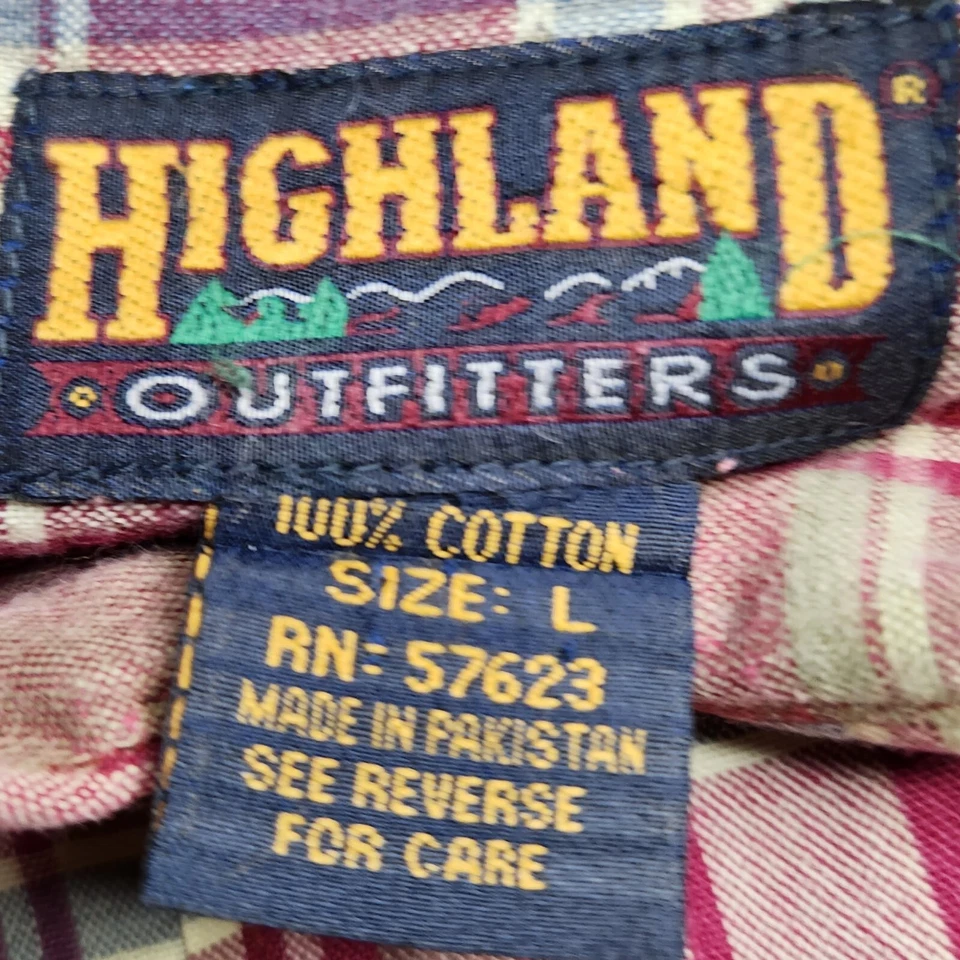 HIGHLAND ®
OUTFITTERS
100% COTTON
SIZE: L
RN: 57623
MADE IN PAKISTAN
SEE REVERSE
FOR CARE